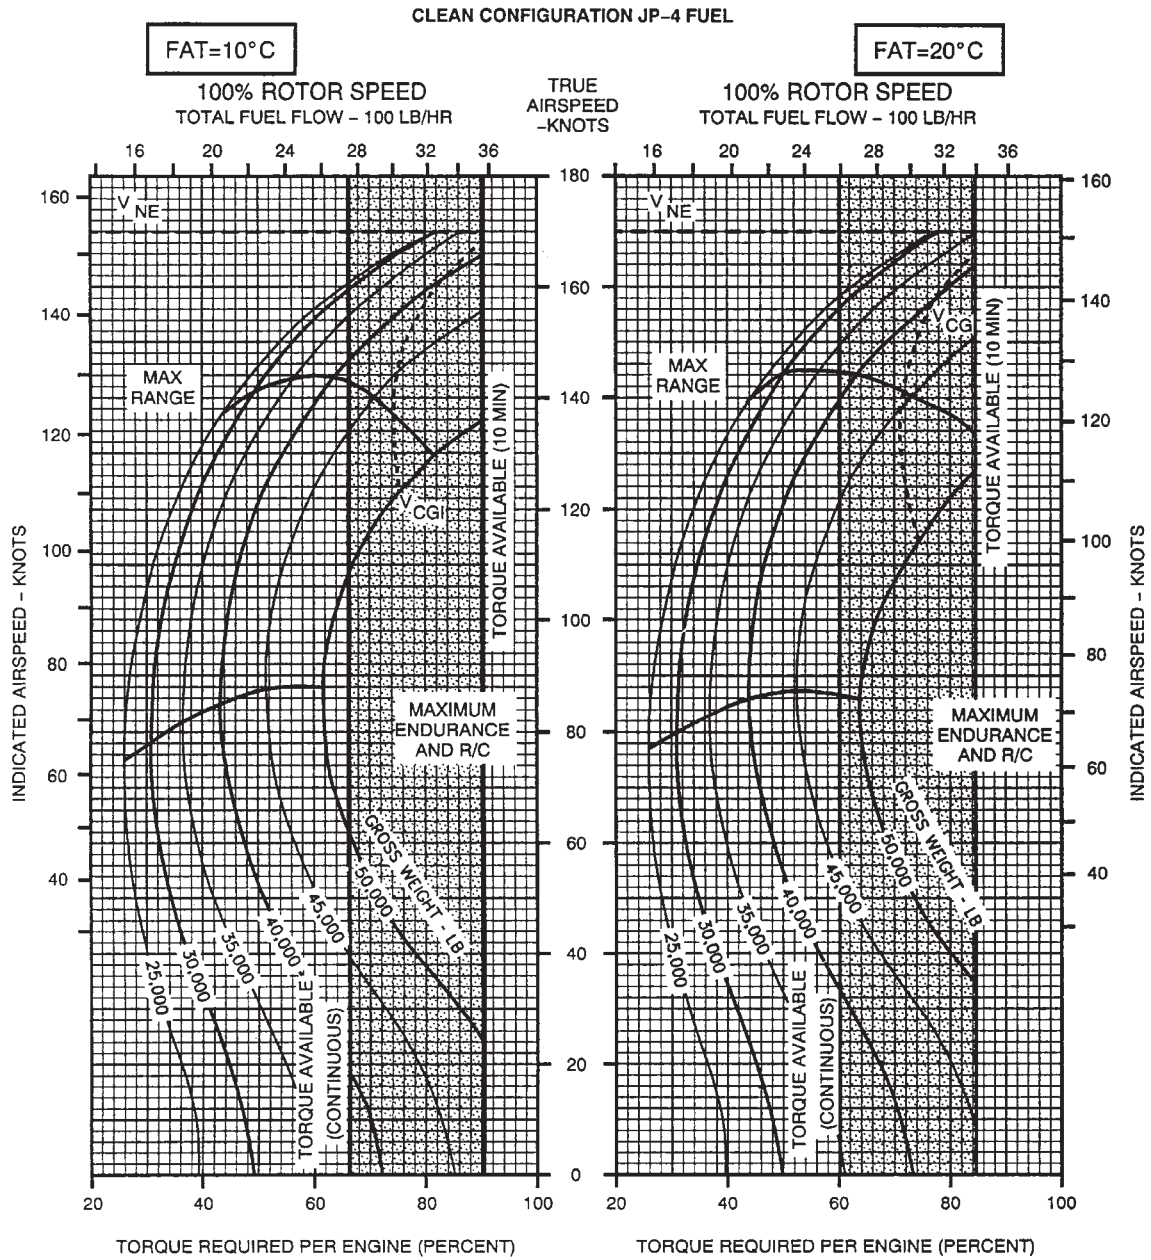 CLEAN CONFIGURATION JP–4 FUEL
FAT=10°C
FAT=20°C
100% ROTOR SPEED
TOTAL FUEL FLOW – 100 LB/HR
TRUE
AIRSPEED
–KNOTS
100% ROTOR SPEED
TOTAL FUEL FLOW – 100 LB/HR
16 20 24 28 32 36
16 20 24 28 32 36
160
140
120
100
80
60
40
INDICATED AIRSPEED – KNOTS
V NE
MAX
RANGE
V CGI
TORQUE AVAILABLE (10 MIN)
MAXIMUM
ENDURANCE
AND R/C
GROSS WEIGHT – LB
50,000
45,000
40,000
35,000
30,000
25,000
TORQUE AVAILABLE
(CONTINUOUS)
20 40 60 80 100
TORQUE REQUIRED PER ENGINE (PERCENT)
180
160
140
120
100
80
60
40
20
0
V NE
MAX
RANGE
V CG
TORQUE AVAILABLE (10 MIN)
MAXIMUM
ENDURANCE
AND R/C
GROSS WEIGHT – LB
50,000
45,000
40,000
35,000
30,000
25,000
TORQUE AVAILABLE
(CONTINUOUS)
20 40 60 80 100
TORQUE REQUIRED PER ENGINE (PERCENT)
160
140
120
100
80
60
40
INDICATED AIRSPEED – KNOTS